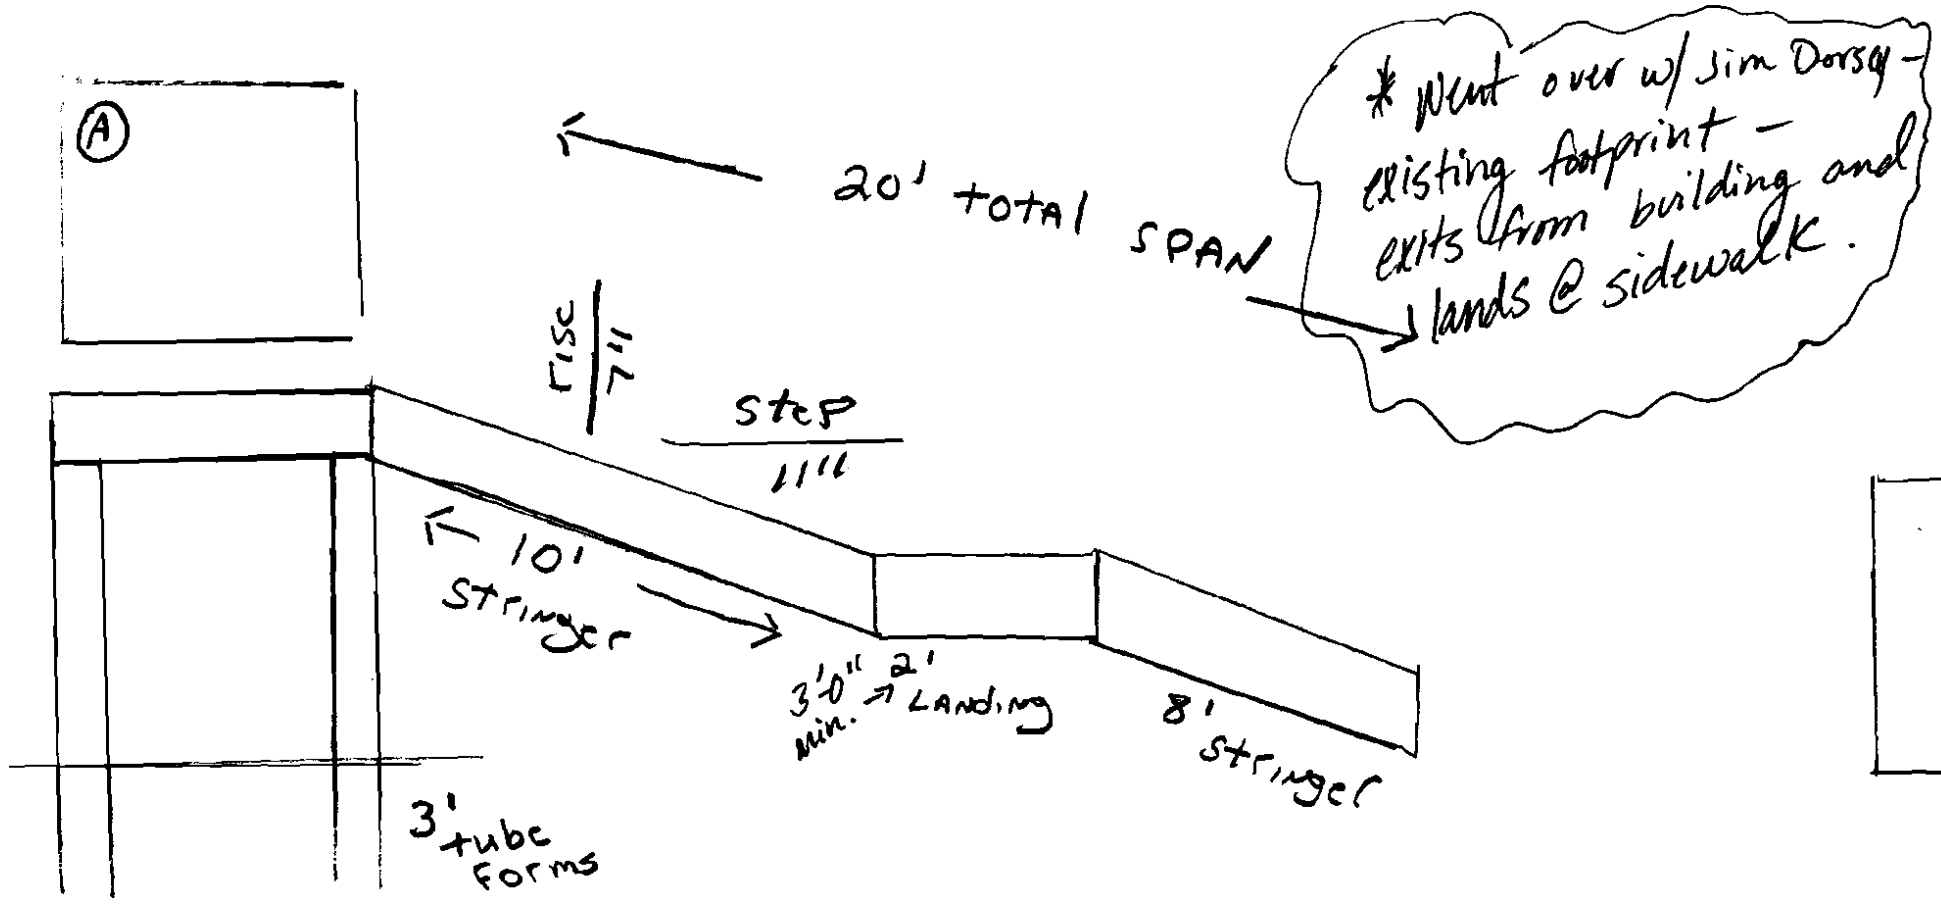 A
* Went over w/ Jim Dorsey -
existing footprint -
exits from building and
lands @ sidewalk.
20' total SPAN
rise
7"
step
11"
10'
stringer
3'-0"
min.
2'
LANDING
8'
stringer
3'
tube
forms